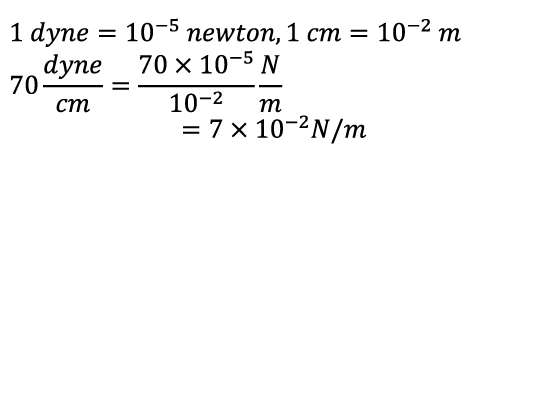 1 dyne = 10⁻⁵ newton, 1 cm = 10⁻² m
70 dyne/cm = 70 × 10⁻⁵/10⁻² N/m
= 7 × 10⁻²N/m